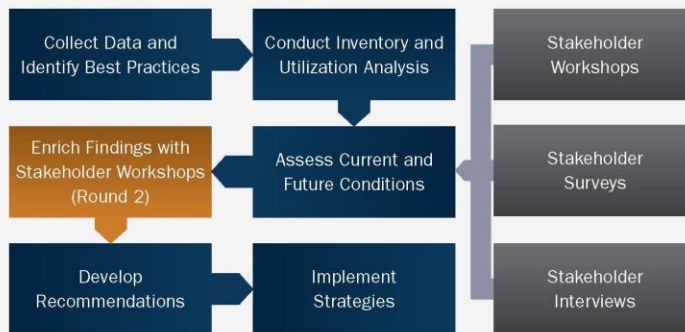 Collect Data and
Identify Best Practices
Conduct Inventory and
Utilization Analysis
Stakeholder
Workshops
Enrich Findings with
Stakeholder Workshops
(Round 2)
Assess Current and
Future Conditions
Stakeholder
Surveys
Develop
Recommendations
Implement
Strategies
Stakeholder
Interviews